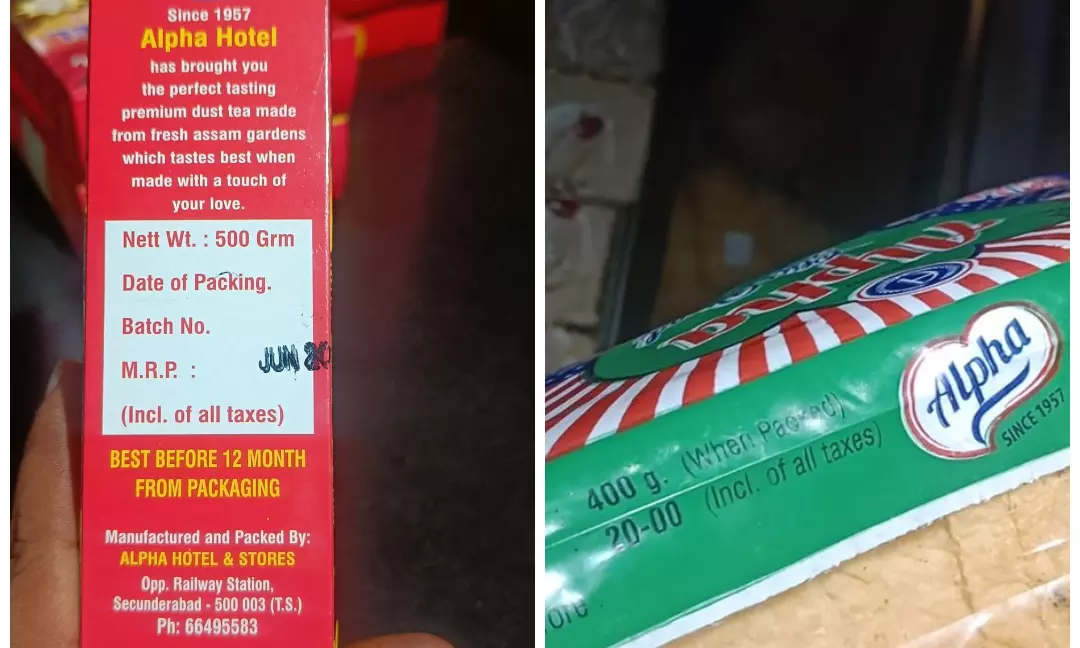 Since 1957
Alpha Hotel
has brought you
the perfect tasting
premium dust tea made
from fresh assam gardens
which tastes best when
made with a touch of
your love.
Nett Wt. : 500 Grm
Date of Packing.
Batch No.
JUN 20
M.R.P. :
(Incl. of all taxes)
BEST BEFORE 12 MONTH
FROM PACKAGING
Manufactured and Packed By:
ALPHA HOTEL & STORES
Opp. Railway Station,
Secunderabad - 500 003 (T.S.)
Ph: 66495583
Alpha
SINCE 1957
400 g. (When Packed)
20-00 (Incl. of all taxes)